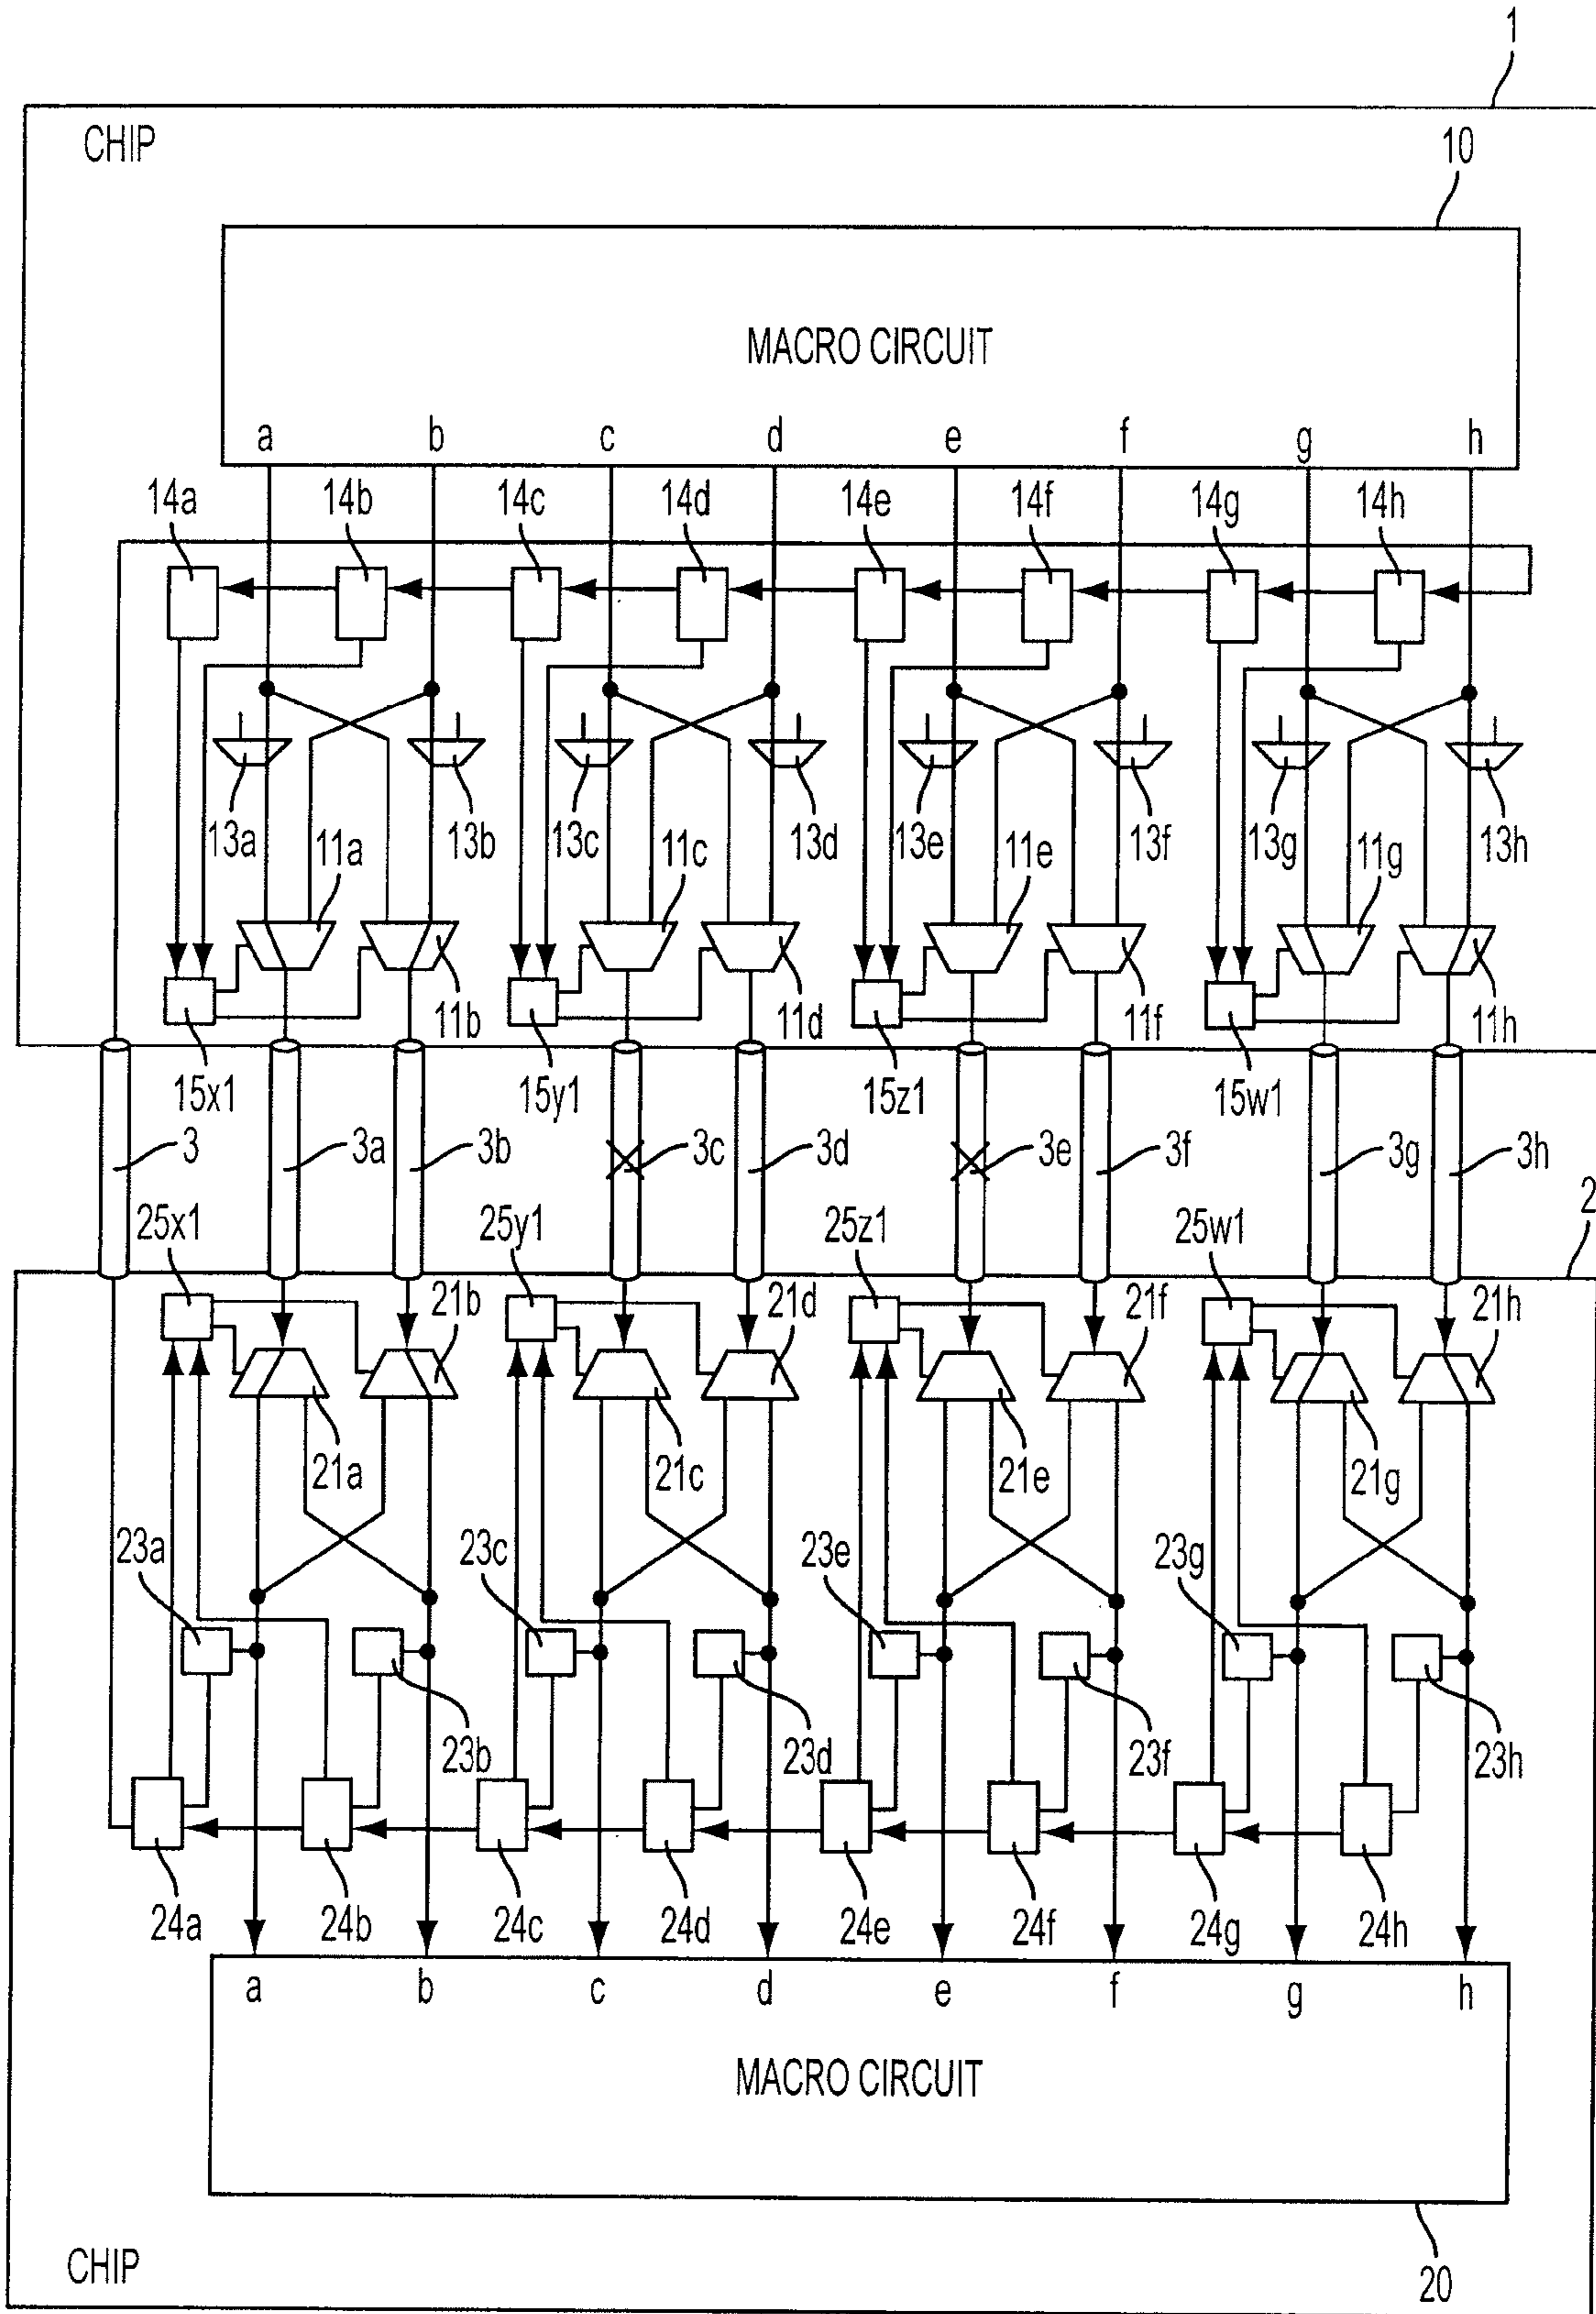 1
CHIP
10
MACRO CIRCUIT
a b c d e f g h
14a 14b 14c 14d 14e 14f 14g 14h
13a 11a 13b 13c 11c 13d 13e 11e 13f 13g 11g 13h
11b 11d 11f 11h
15x1 15y1 15z1 15w1
3 3a 3b 3c 3d 3e 3f 3g 3h
25x1 25y1 25z1 25w1 2
21b 21d 21f 21h
21a 21c 21e 21g
23a 23c 23e 23g
23b 23d 23f 23h
24a 24b 24c 24d 24e 24f 24g 24h
a b c d e f g h
MACRO CIRCUIT
CHIP
20